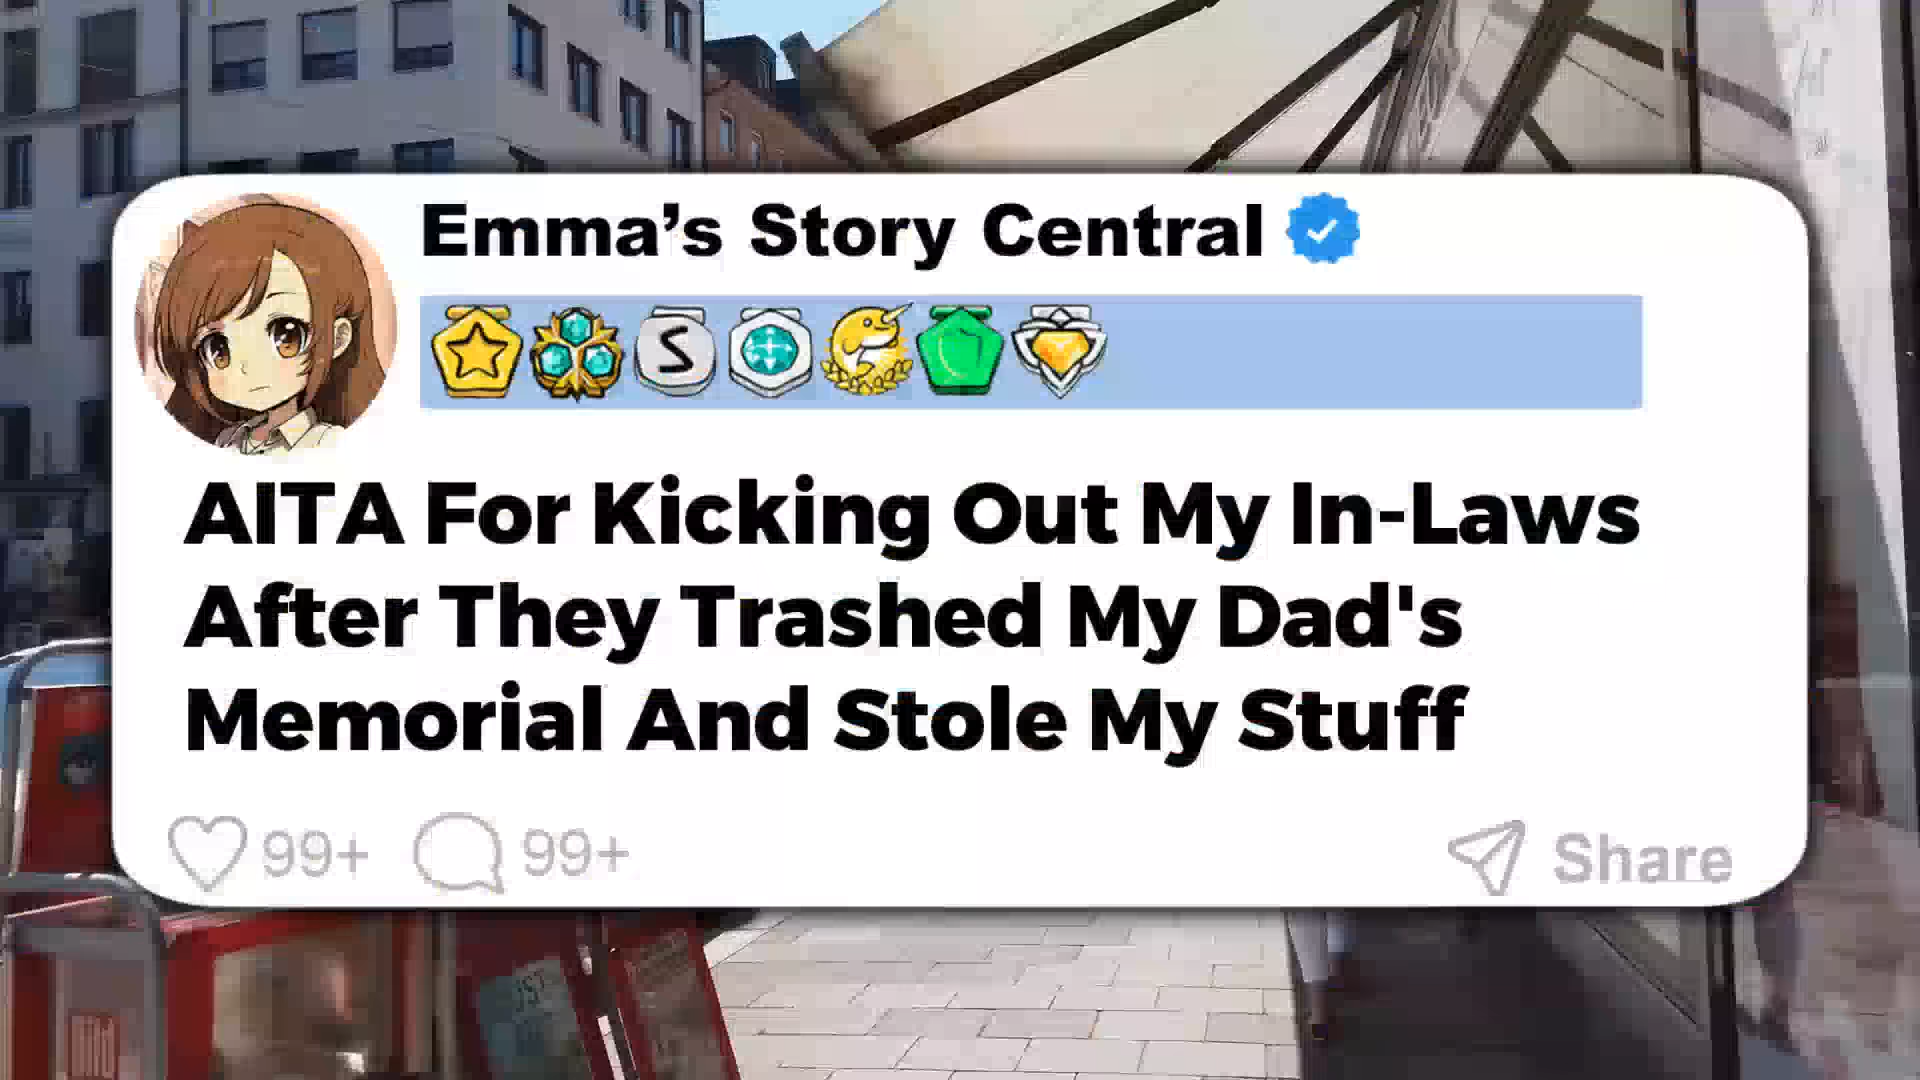 Emma’s Story Central
S
AITA For Kicking Out My In-Laws
After They Trashed My Dad's
Memorial And Stole My Stuff
99+ 99+ Share
Bild